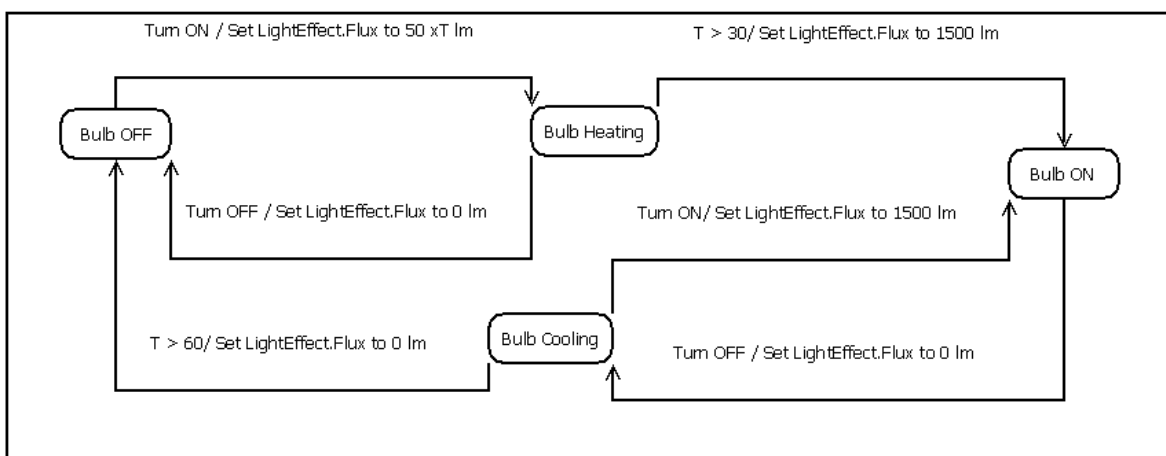 Turn ON / Set LightEffect.Flux to 50 xT lm
T > 30/ Set LightEffect.Flux to 1500 lm
Bulb OFF
Bulb Heating
Bulb ON
Turn OFF / Set LightEffect.Flux to 0 lm
Turn ON/ Set LightEffect.Flux to 1500 lm
T > 60/ Set LightEffect.Flux to 0 lm
Bulb Cooling
Turn OFF / Set LightEffect.Flux to 0 lm